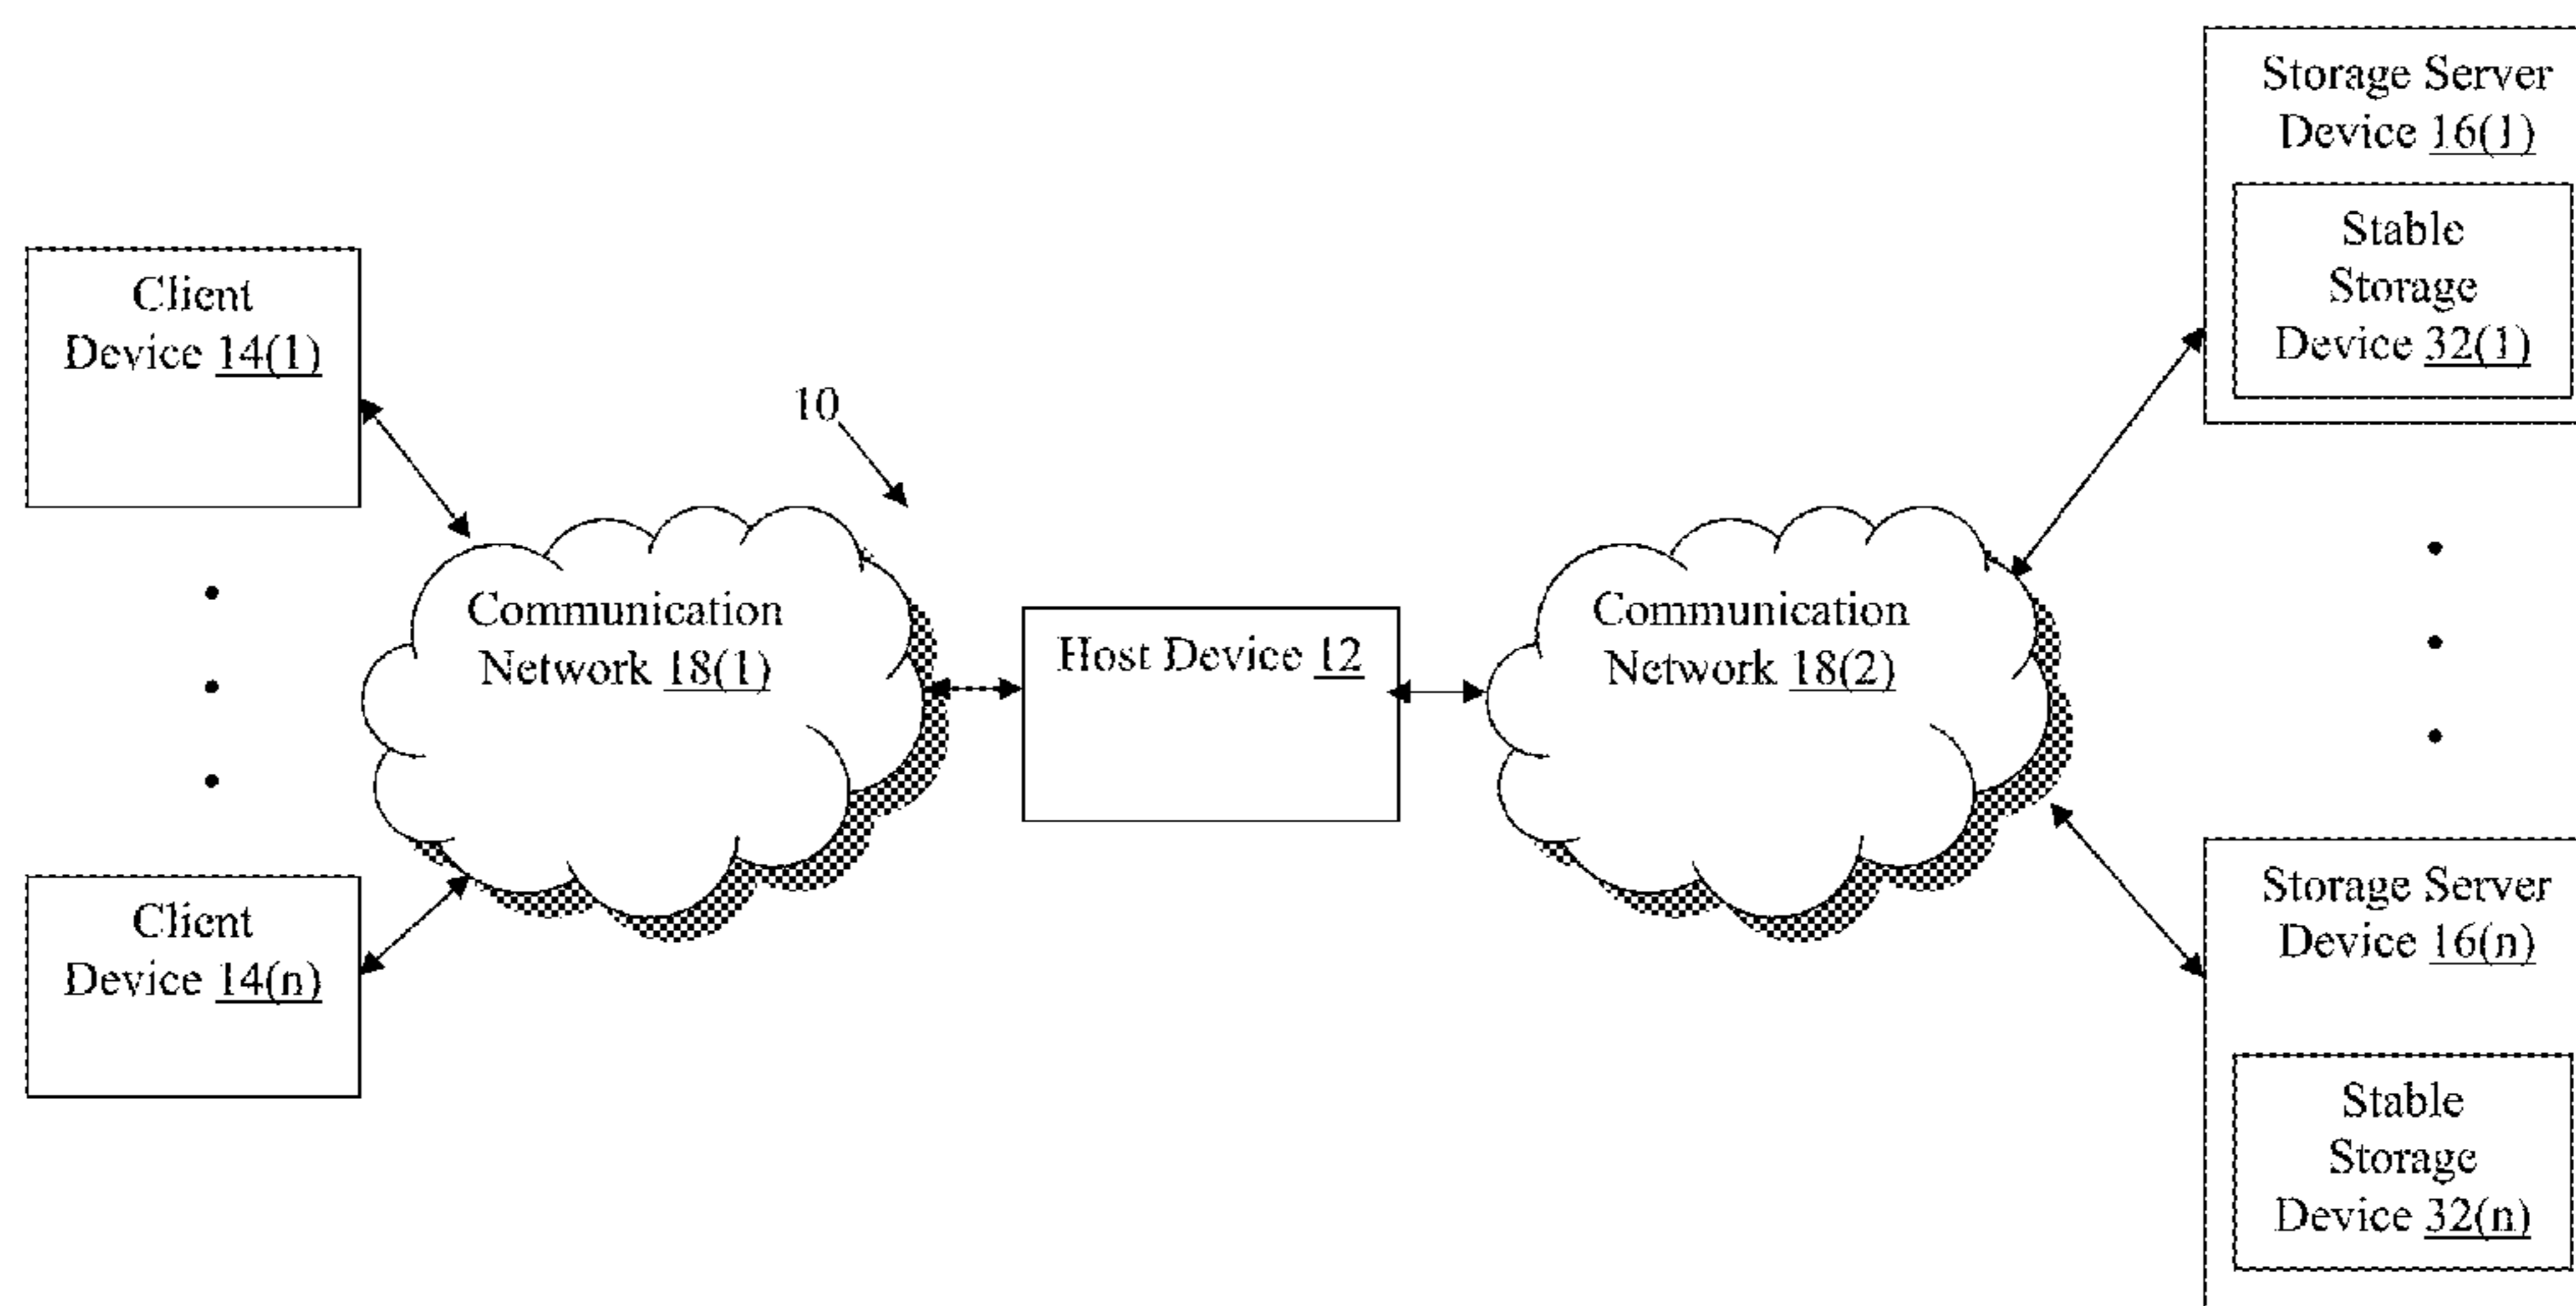 Storage Server
Device 16(1)
Stable
Storage
Device 32(1)
Client
Device 14(1)
10
Communication
Network 18(1)
Host Device 12
Communication
Network 18(2)
Client
Device 14(n)
Storage Server
Device 16(n)
Stable
Storage
Device 32(n)